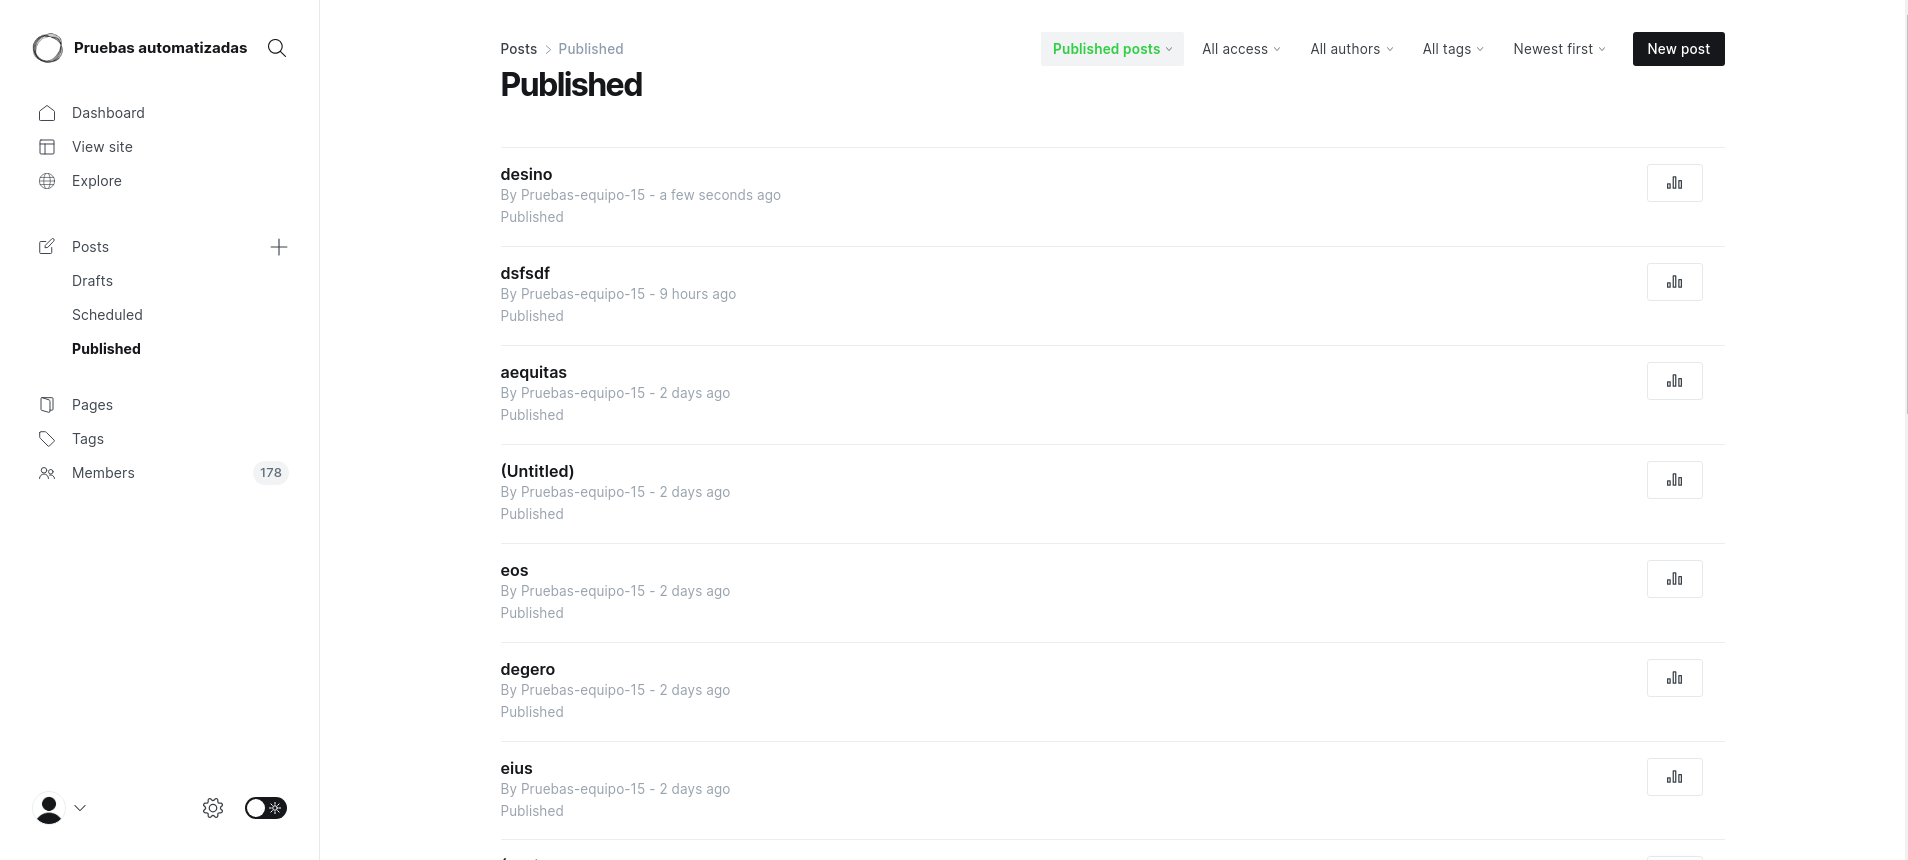 Pruebas automatizadas
Dashboard
View site
Explore
Posts
Drafts
Scheduled
Published
Pages
Tags
Members 178
Posts > Published
Published
Published posts
All access
All authors
All tags
Newest first
New post
desino
By Pruebas-equipo-15 - a few seconds ago
Published
dsfsdf
By Pruebas-equipo-15 - 9 hours ago
Published
aequitas
By Pruebas-equipo-15 - 2 days ago
Published
(Untitled)
By Pruebas-equipo-15 - 2 days ago
Published
eos
By Pruebas-equipo-15 - 2 days ago
Published
degero
By Pruebas-equipo-15 - 2 days ago
Published
eius
By Pruebas-equipo-15 - 2 days ago
Published